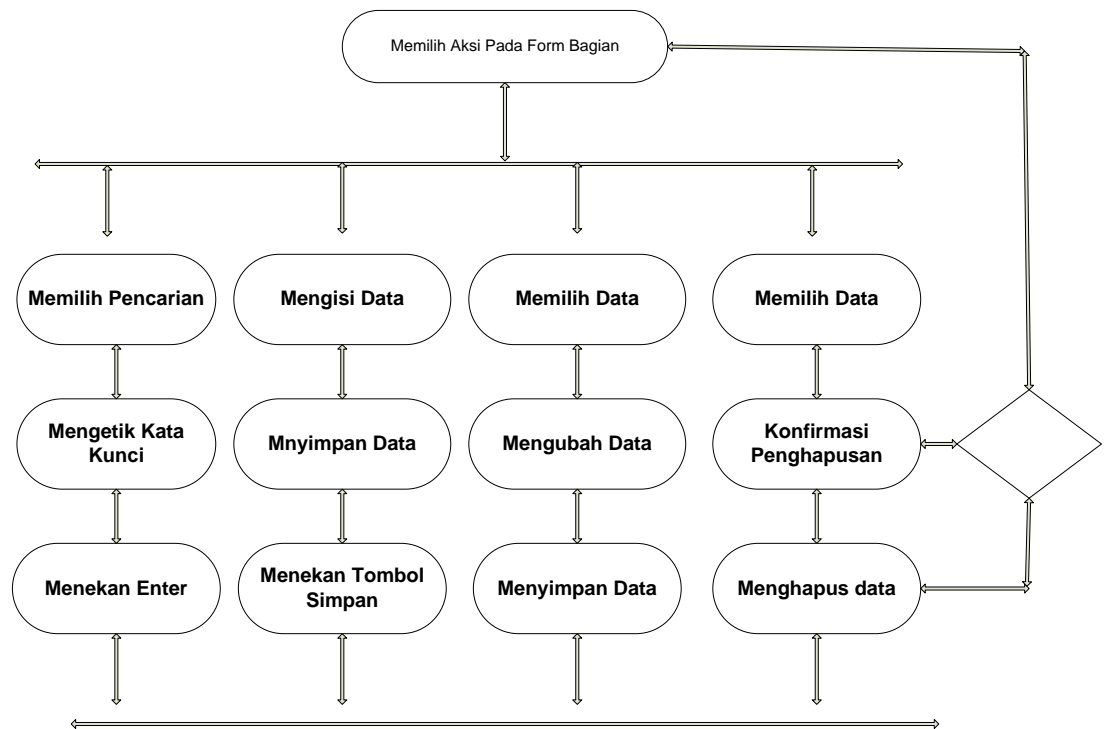 Memilih Aksi Pada Form Bagian
Memilih Pencarian
Mengisi Data
Memilih Data
Memilih Data
Mengetik Kata
Kunci
Mnyimpan Data
Mengubah Data
Konfirmasi
Penghapusan
Menekan Enter
Menekan Tombol
Simpan
Menyimpan Data
Menghapus data